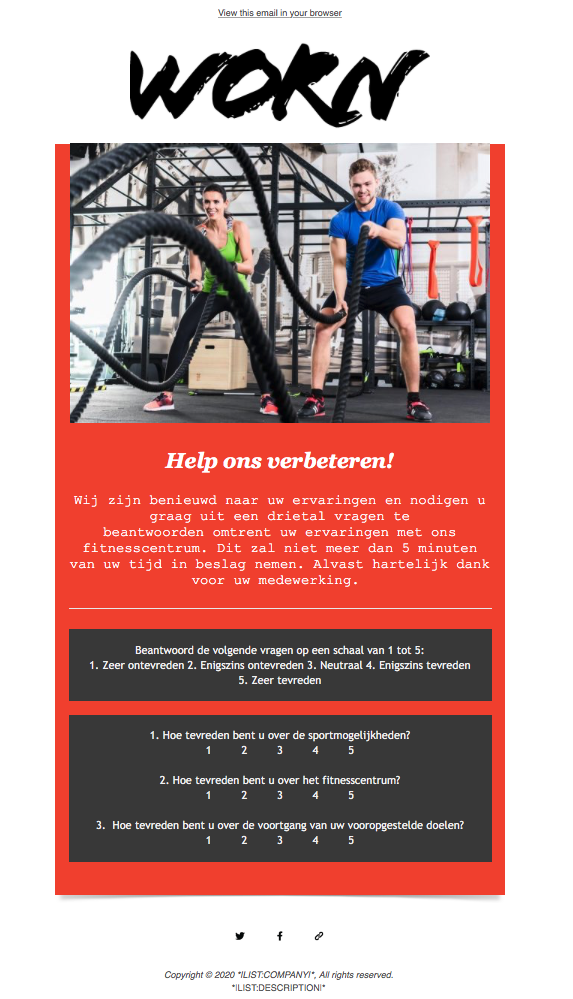 View this email in your browser
WORN
Help ons verbeteren!
Wij zijn benieuwd naar uw ervaringen en nodigen u
graag uit een drietal vragen te
beantwoorden omtrent uw ervaringen met ons
fitnesscentrum. Dit zal niet meer dan 5 minuten
van uw tijd in beslag nemen. Alvast hartelijk dank
voor uw medewerking.
Beantwoord de volgende vragen op een schaal van 1 tot 5:
1. Zeer ontevreden 2. Enigszins ontevreden 3. Neutraal 4. Enigszins tevreden
5. Zeer tevreden
1. Hoe tevreden bent u over de sportmogelijkheden?
1 2 3 4 5
2. Hoe tevreden bent u over het fitnesscentrum?
1 2 3 4 5
3. Hoe tevreden bent u over de voortgang van uw vooropgestelde doelen?
1 2 3 4 5
Copyright © 2020 *|LIST:COMPANY|*, All rights reserved.
*|LIST:DESCRIPTION|*